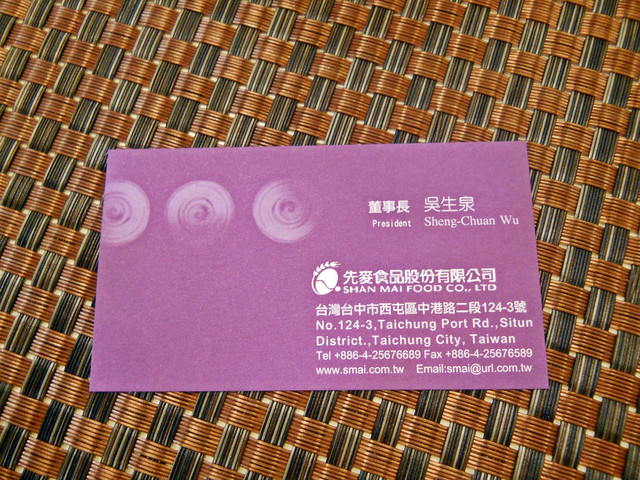 董事長 吳生泉
President Sheng-Chuan Wu
先麥食品股份有限公司
SHAN MAI FOOD CO., LTD
台灣台中市西屯區中港路二段124-3號
No.124-3,Taichung Port Rd.,Situn
District.,Taichung City, Taiwan
Tel +886-4-25676689 Fax +886-4-25676589
www.smai.com.tw Email:smai@url.com.tw